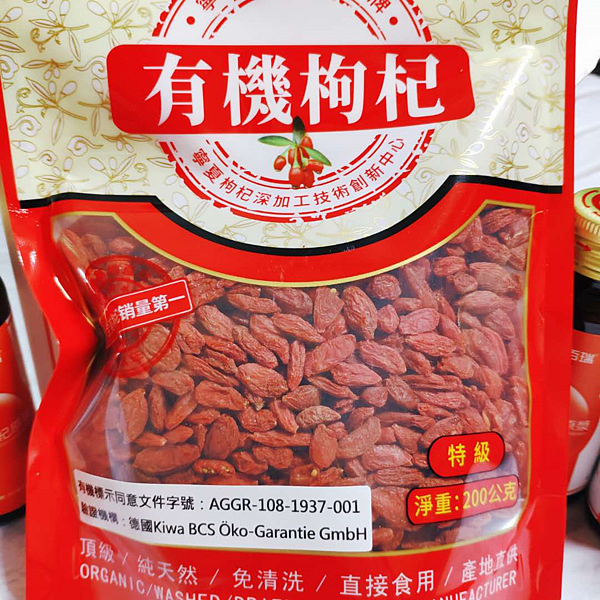 有機枸杞
寧夏枸杞深加工技術創新中心
销量第一
特級
淨重:200公克
有機標示同意文件字號：AGGR-108-1937-001
驗證機構：德國Kiwa BCS Öko-Garantie GmbH
頂級 / 純天然 / 免清洗 / 直接食用 / 產地直供
ORGANIC/WASHED/